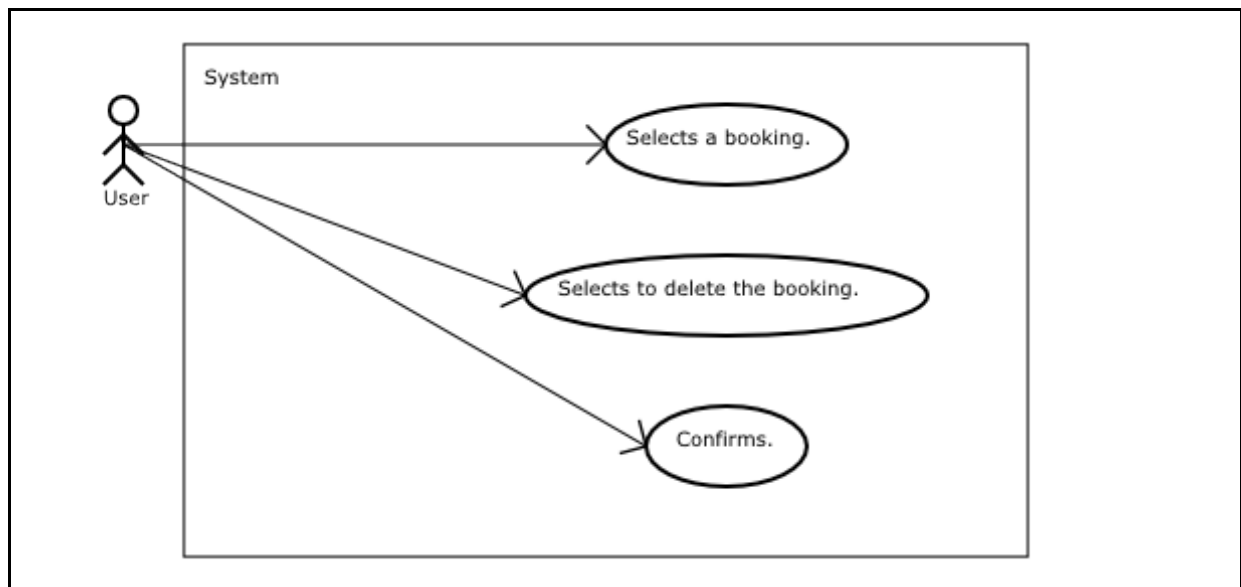 System
Selects a booking.
User
Selects to delete the booking.
Confirms.